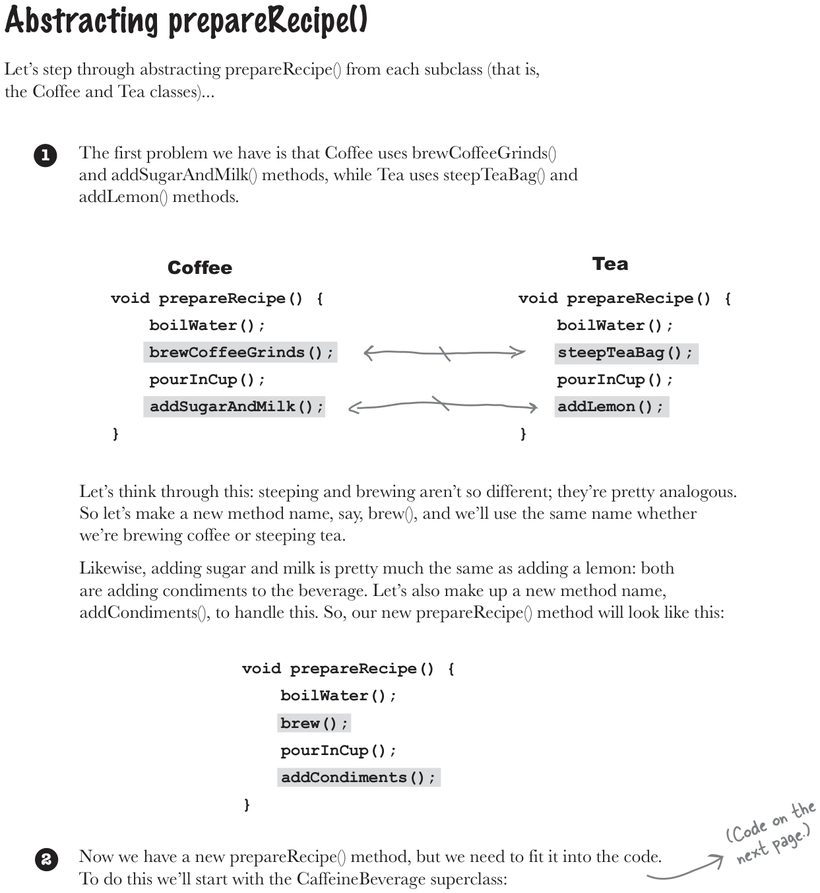 Abstracting prepareRecipe()
Let’s step through abstracting prepareRecipe() from each subclass (that is,
the Coffee and Tea classes)...
1 The first problem we have is that Coffee uses brewCoffeeGrinds()
and addSugarAndMilk() methods, while Tea uses steepTeaBag() and
addLemon() methods.
Coffee
void prepareRecipe() {
boilWater();
brewCoffeeGrinds();
pourInCup();
addSugarAndMilk();
}
Tea
void prepareRecipe() {
boilWater();
steepTeaBag();
pourInCup();
addLemon();
}
Let’s think through this: steeping and brewing aren’t so different; they’re pretty analogous.
So let’s make a new method name, say, brew(), and we’ll use the same name whether
we’re brewing coffee or steeping tea.
Likewise, adding sugar and milk is pretty much the same as adding a lemon: both
are adding condiments to the beverage. Let’s also make up a new method name,
addCondiments(), to handle this. So, our new prepareRecipe() method will look like this:
void prepareRecipe() {
boilWater();
brew();
pourInCup();
addCondiments();
}
2 Now we have a new prepareRecipe() method, but we need to fit it into the code.
To do this we’ll start with the CaffeineBeverage superclass:
(Code on the
next page.)